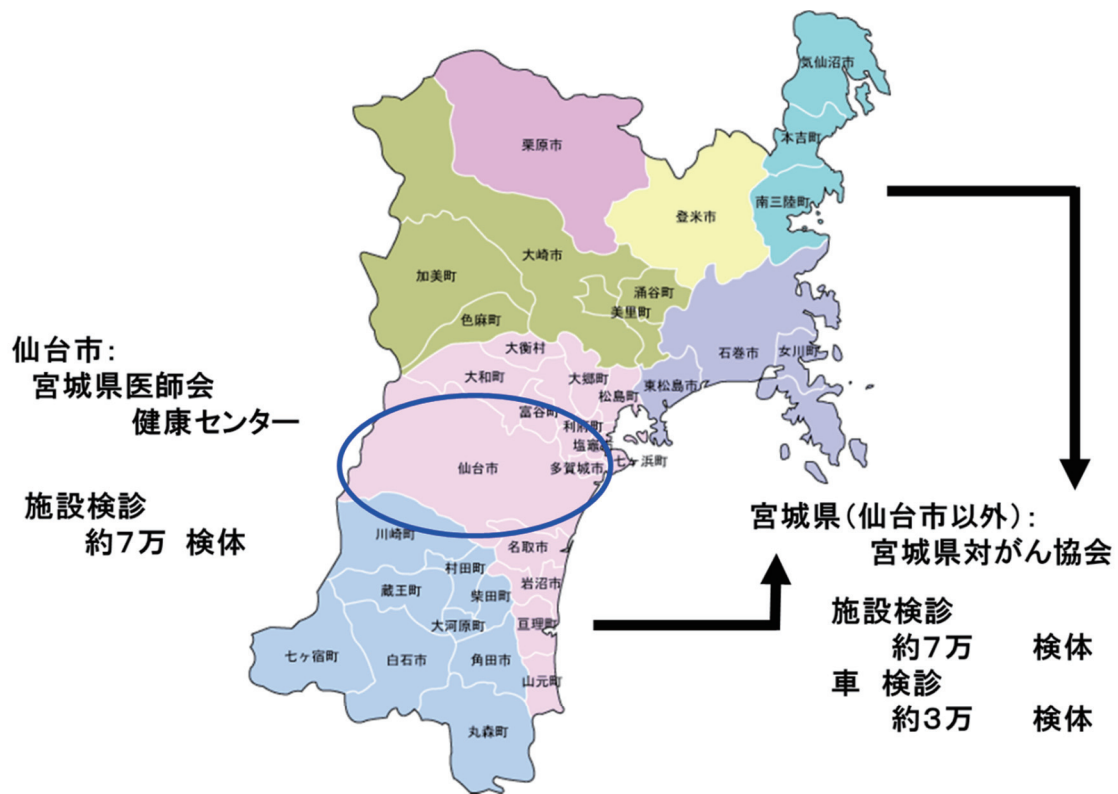 気仙沼市
本吉町
栗原市
南三陸町
登米市
大崎市
加美町
涌谷町
美里町
色麻町
大衡村
石巻市
女川町
大和町
大郷町
東松島市
松島町
富谷町
利府町
塩竈市
七ヶ浜町
仙台市
多賀城市
川崎町
名取市
村田町
岩沼市
蔵王町
柴田町
大河原町
亘理町
七ヶ宿町
白石市
角田市
山元町
丸森町
仙台市:
宮城県医師会
健康センター
施設検診
約7万 検体
宮城県(仙台市以外):
宮城県対がん協会
施設検診
約7万 検体
車 検診
約3万 検体